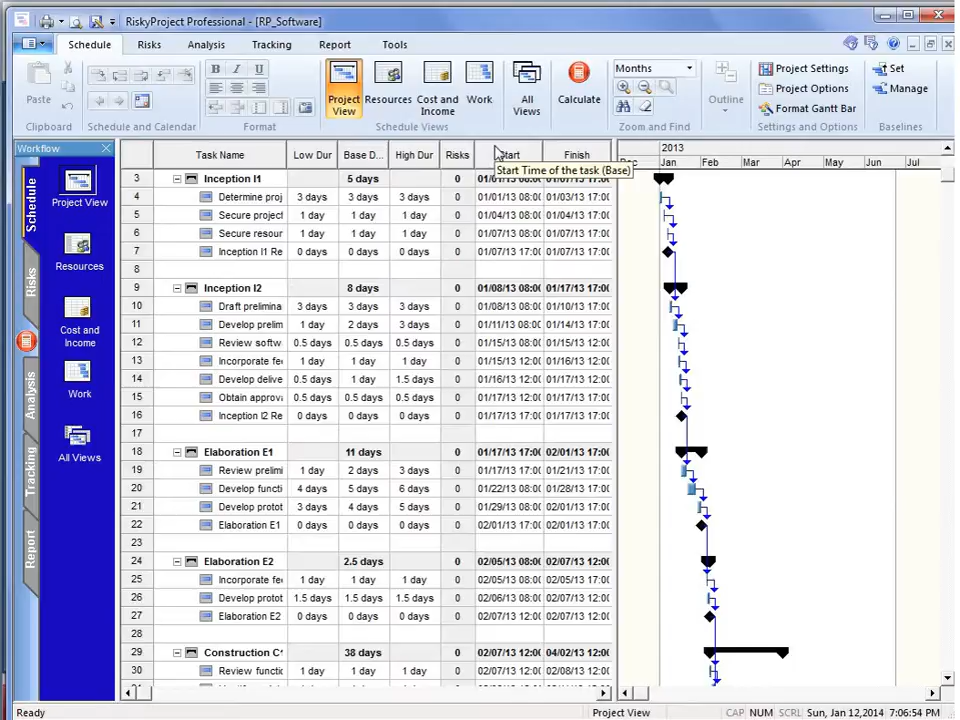 RiskyProject Professional - [RP_Software]
Schedule Risks Analysis Tracking Report Tools
Paste
B I U
Project View
Resources
Cost and Income
Work
All Views
Calculate
Months
Outline
Project Settings
Project Options
Format Gantt Bar
Set
Manage
Clipboard Schedule and Calendar Format Schedule Views Zoom and Find Settings and Options Baselines
Workflow
Schedule
Risks
Analysis
Tracking
Report
Project View
Resources
Cost and Income
Work
All Views
Task Name Low Dur Base D... High Dur Risks Start Finish
Start Time of the task (Base)
2013
Dec Jan Feb Mar Apr May Jun Jul
3 Inception I1 5 days 0 01/01/13 08:00 01/07/13 17:00
4 Determine proj 3 days 3 days 3 days 0 01/01/13 08:00 01/03/13 17:00
5 Secure project 1 day 1 day 1 day 0 01/04/13 08:00 01/04/13 17:00
6 Secure resour 1 day 1 day 1 day 0 01/07/13 08:00 01/07/13 17:00
7 Inception I1 Re 0 days 0 days 0 days 0 01/07/13 17:00 01/07/13 17:00
8
9 Inception I2 8 days 0 01/08/13 08:00 01/17/13 17:00
10 Draft prelimina 3 days 3 days 3 days 0 01/08/13 08:00 01/10/13 17:00
11 Develop prelim 1 day 2 days 3 days 0 01/11/13 08:00 01/14/13 17:00
12 Review softw 0.5 days 0.5 days 0.5 days 0 01/15/13 08:00 01/15/13 12:00
13 Incorporate fe 1 day 1 day 1 day 0 01/15/13 12:00 01/16/13 12:00
14 Develop delive 0.5 days 1 day 1.5 days 0 01/16/13 12:00 01/17/13 12:00
15 Obtain approva 0.5 days 0.5 days 0.5 days 0 01/17/13 12:00 01/17/13 17:00
16 Inception I2 Re 0 days 0 days 0 days 0 01/17/13 17:00 01/17/13 17:00
17
18 Elaboration E1 11 days 0 01/17/13 17:00 02/01/13 17:00
19 Review prelimi 1 day 2 days 3 days 0 01/17/13 17:00 01/21/13 17:00
20 Develop functi 4 days 5 days 6 days 0 01/22/13 08:00 01/28/13 17:00
21 Develop protot 3 days 4 days 5 days 0 01/29/13 08:00 02/01/13 17:00
22 Elaboration E1 0 days 0 days 0 days 0 02/01/13 17:00 02/01/13 17:00
23
24 Elaboration E2 2.5 days 0 02/05/13 08:00 02/07/13 12:00
25 Incorporate fe 1 day 1 day 1 day 0 02/05/13 08:00 02/05/13 17:00
26 Develop protot 1.5 days 1.5 days 1.5 days 0 02/06/13 08:00 02/07/13 12:00
27 Elaboration E2 0 days 0 days 0 days 0 02/07/13 12:00 02/07/13 12:00
28
29 Construction C1 38 days 0 02/07/13 12:00 04/02/13 12:00
30 Review functi 1 day 1 day 1 day 0 02/07/13 12:00 02/08/13 12:00
Ready Project View CAP NUM SCRL Sun, Jan 12,2014 7:06:54 PM